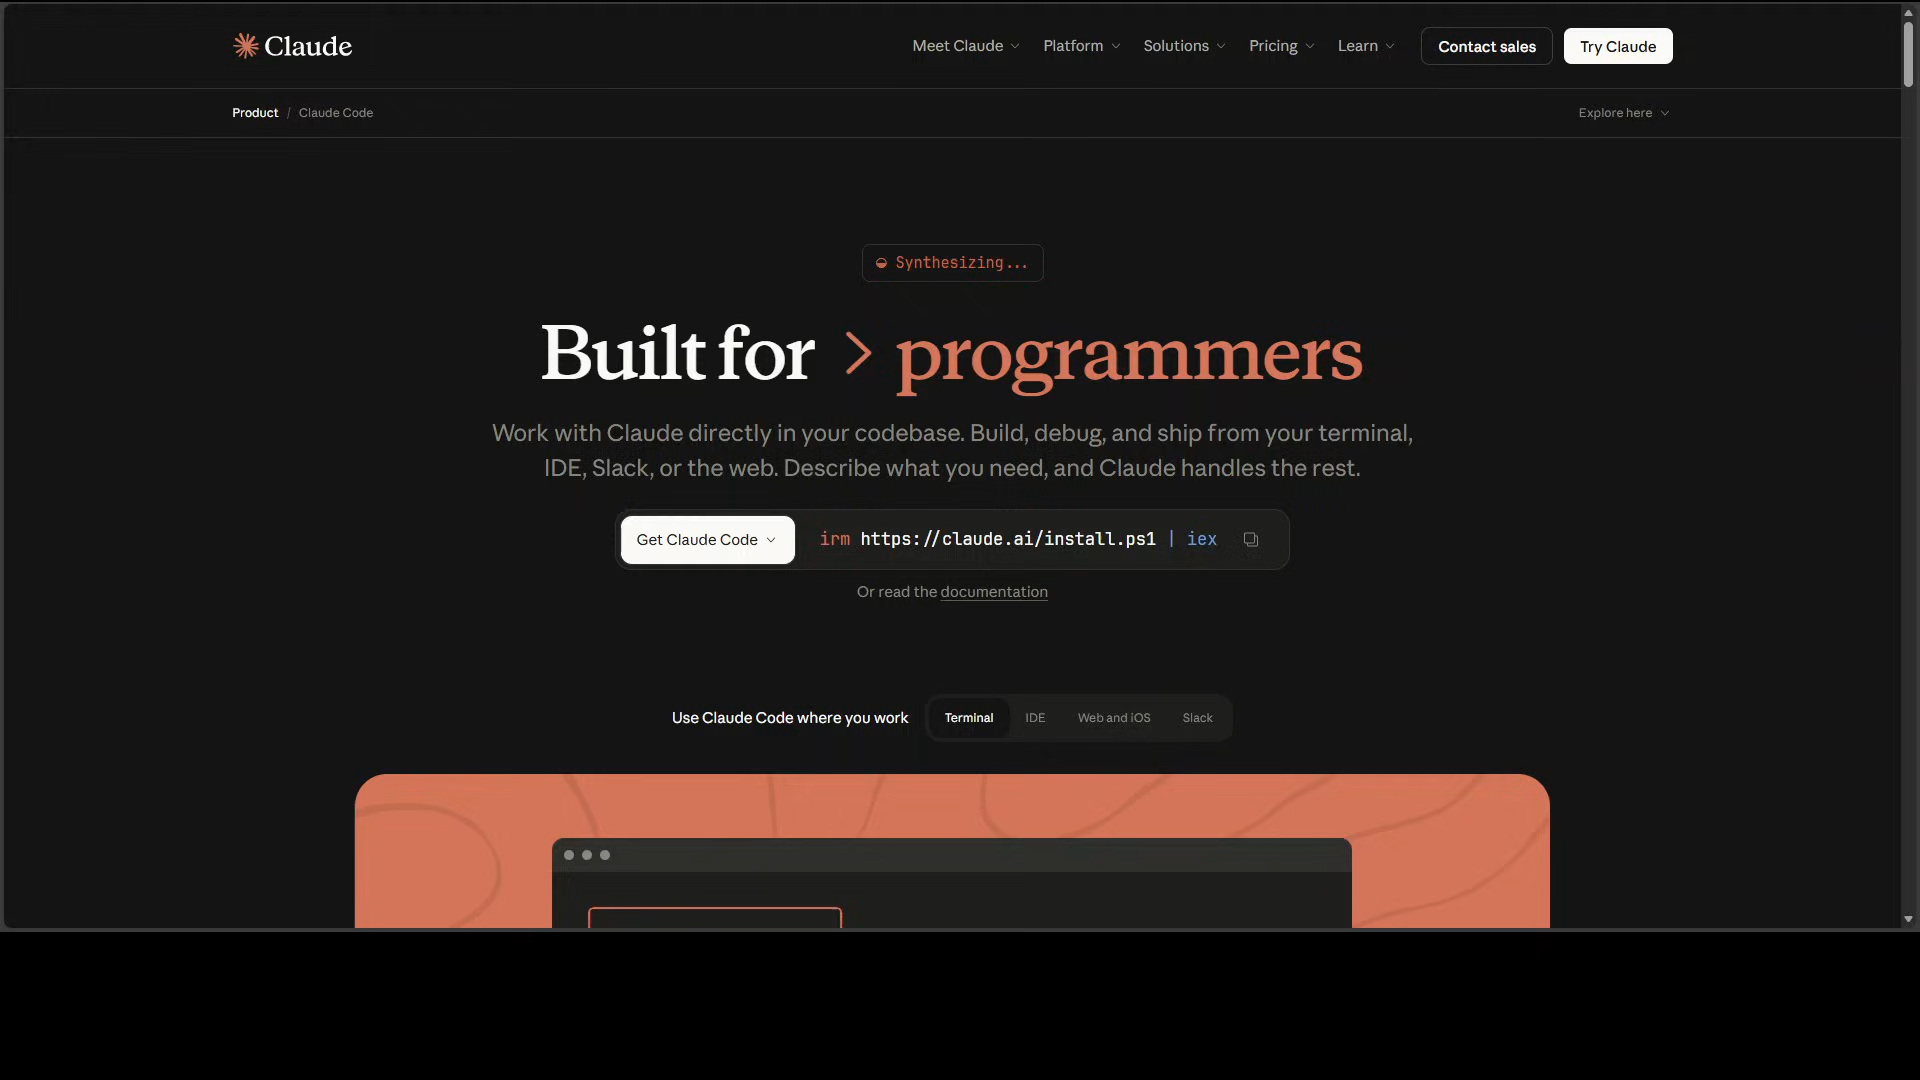 Claude
Meet Claude
Platform
Solutions
Pricing
Learn
Contact sales
Try Claude
Product / Claude Code
Explore here
Synthesizing...
Built for > programmers
Work with Claude directly in your codebase. Build, debug, and ship from your terminal,
IDE, Slack, or the web. Describe what you need, and Claude handles the rest.
Get Claude Code
irm https://claude.ai/install.ps1 | iex
Or read the documentation
Use Claude Code where you work
Terminal
IDE
Web and iOS
Slack